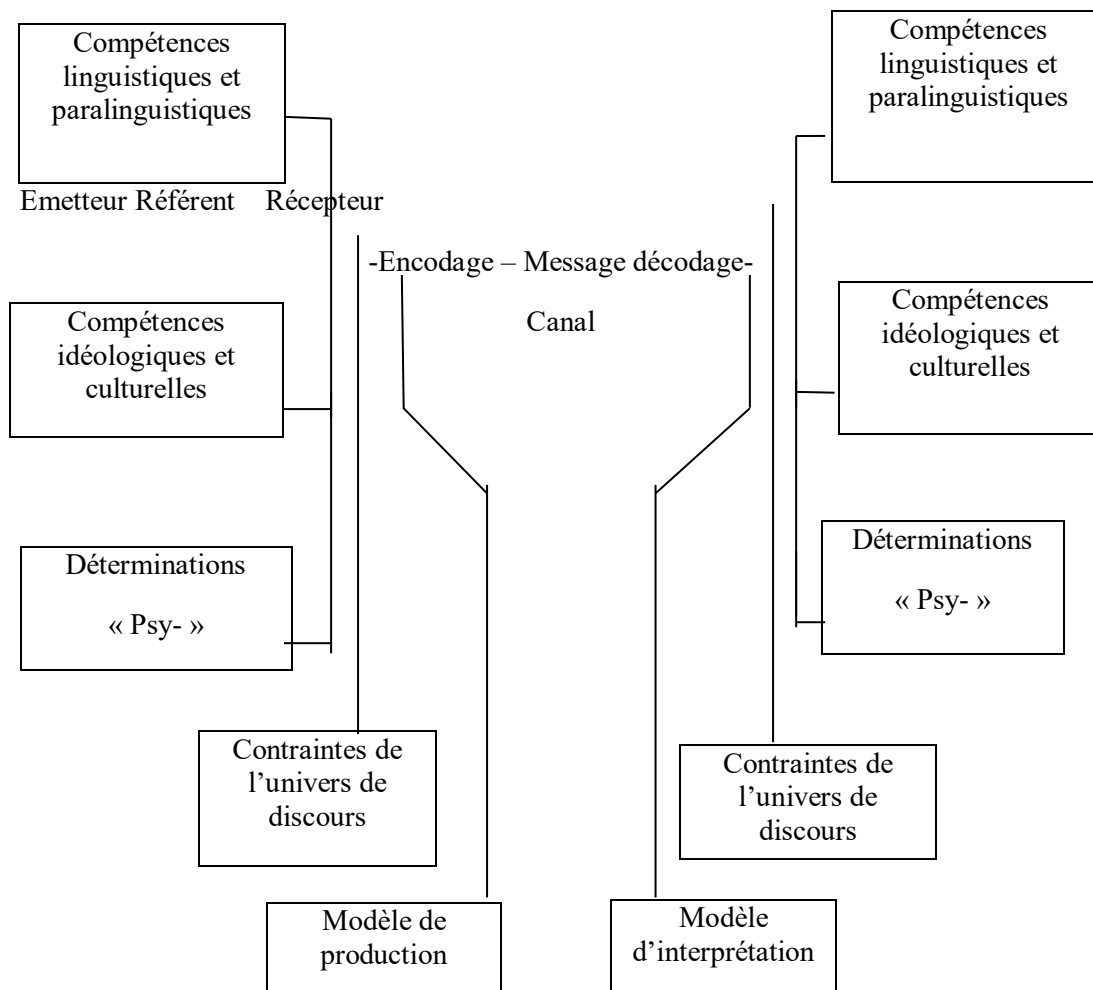 Compétences
linguistiques et
paralinguistiques
Compétences
linguistiques et
paralinguistiques
Emetteur Référent Récepteur
-Encodage – Message décodage-
Canal
Compétences
idéologiques et
culturelles
Compétences
idéologiques et
culturelles
Déterminations
« Psy- »
Déterminations
« Psy- »
Contraintes de
l’univers de
discours
Contraintes de
l’univers de
discours
Modèle de
production
Modèle
d’interprétation